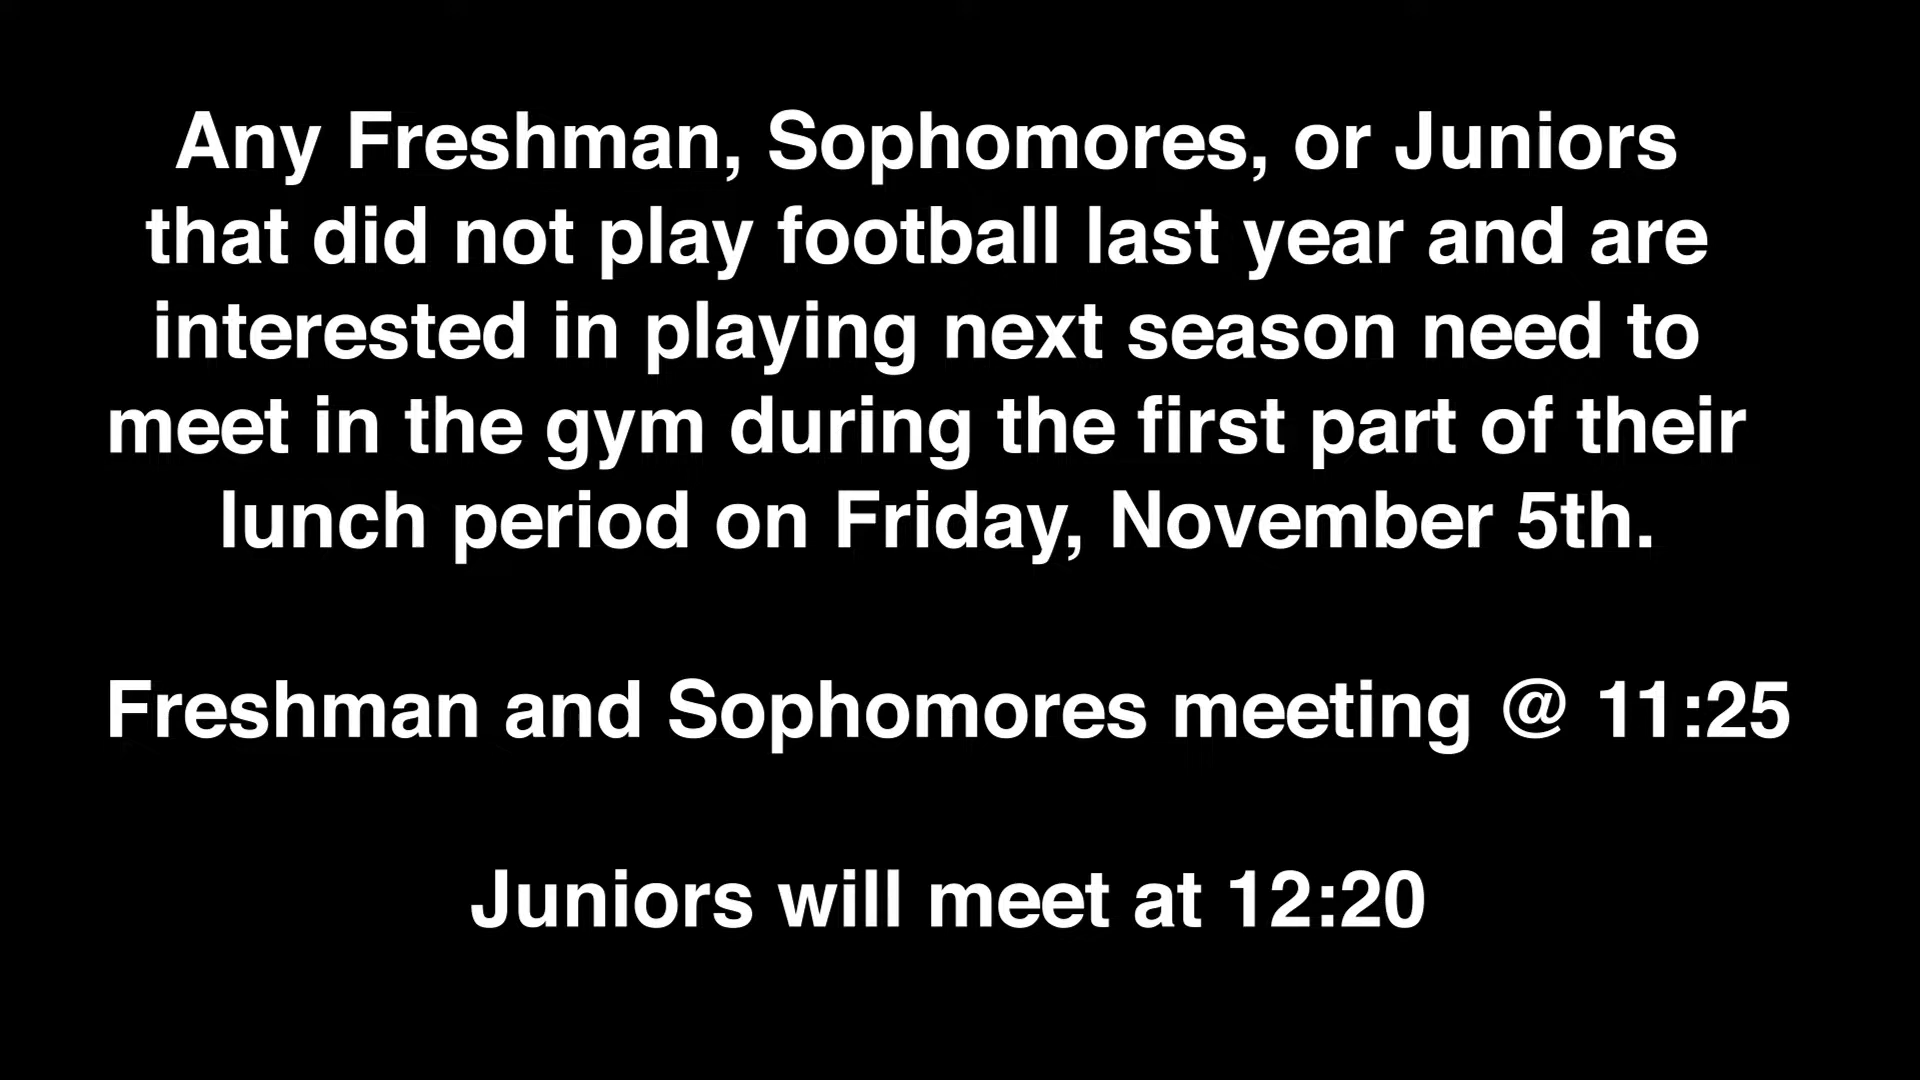 Any Freshman, Sophomores, or Juniors
that did not play football last year and are
interested in playing next season need to
meet in the gym during the first part of their
lunch period on Friday, November 5th.
Freshman and Sophomores meeting @ 11:25
Juniors will meet at 12:20